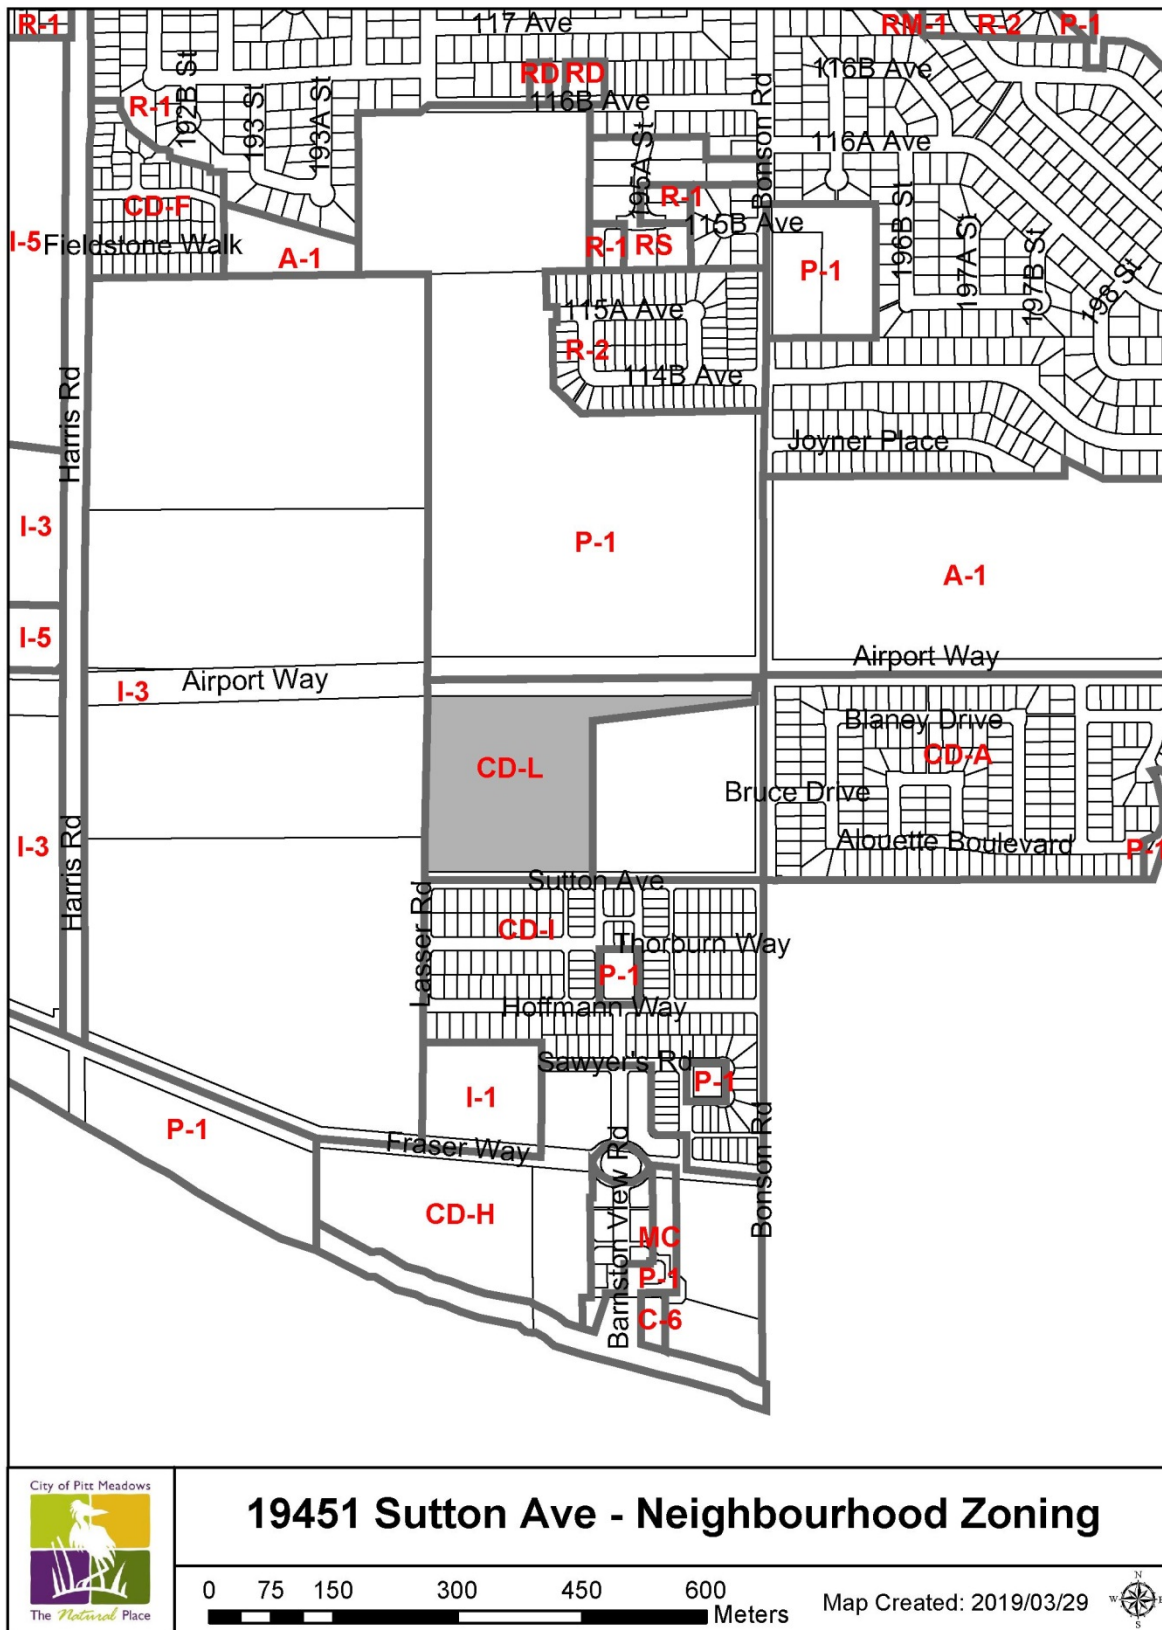 R-1
117 Ave
RM-1
R-2
P-1
RD
RD
116B Ave
116B Ave
R-1
192B St
193 St
193A St
Bonson Rd
116A Ave
195A St
CD-F
R-1
115B Ave
196B St
197A St
197B St
198 St
I-5
Fieldstone Walk
A-1
R-1
RS
P-1
115A Ave
R-2
114B Ave
Harris Rd
Joyner Place
I-3
P-1
A-1
I-5
Airport Way
I-3
Airport Way
Blaney Drive
CD-L
CD-A
Bruce Drive
I-3
Harris Rd
Alouette Boulevard
P-1
Sutton Ave
Lasser Rd
CD-I
Thorburn Way
P-1
Hoffmann Way
Sawyer's Rd
P-1
I-1
P-1
Fraser Way
Barnston View Rd
Bonson Rd
CD-H
MC
P-1
C-6
City of Pitt Meadows
The Natural Place
19451 Sutton Ave - Neighbourhood Zoning
0 75 150 300 450 600
Meters
Map Created: 2019/03/29
N
W E
S